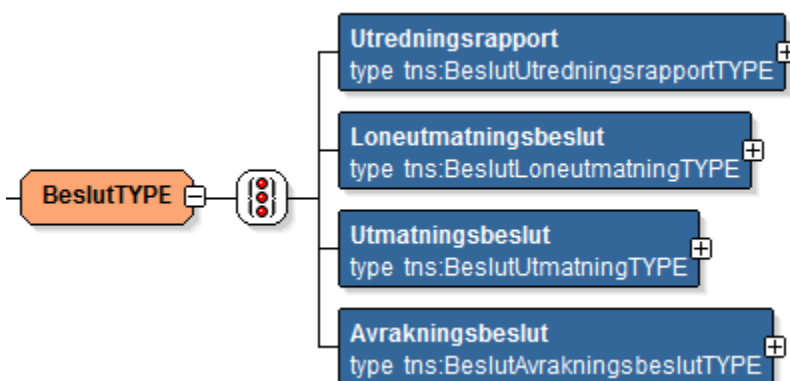 Utredningsrapport
type tns:BeslutUtredningsrapportTYPE
Loneutmatningsbeslut
type tns:BeslutLoneutmatningTYPE
BeslutTYPE
Utmatningsbeslut
type tns:BeslutUtmatningTYPE
Avrakningsbeslut
type tns:BeslutAvrakningsbeslutTYPE